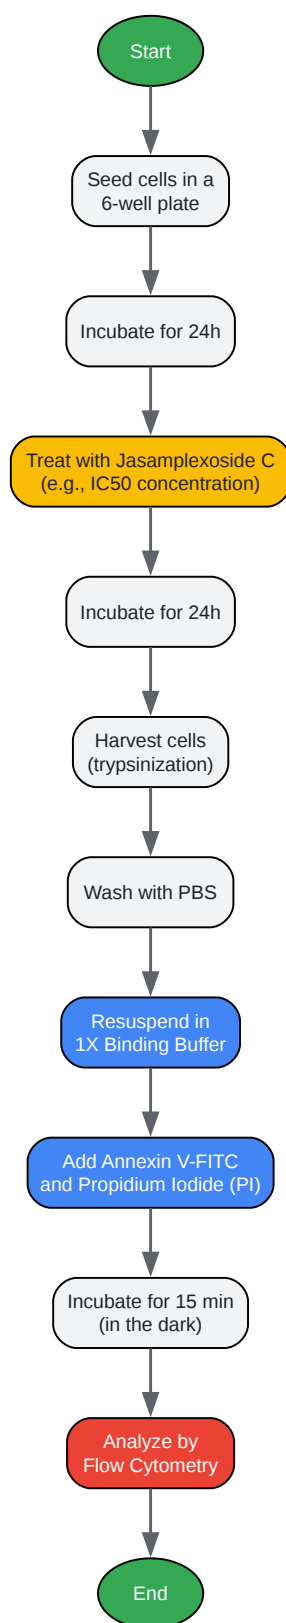 Start
Seed cells in a
6-well plate
Incubate for 24h
Treat with Jasamplexoside C
(e.g., IC50 concentration)
Incubate for 24h
Harvest cells
(trypsinization)
Wash with PBS
Resuspend in
1X Binding Buffer
Add Annexin V-FITC
and Propidium Iodide (PI)
Incubate for 15 min
(in the dark)
Analyze by
Flow Cytometry
End